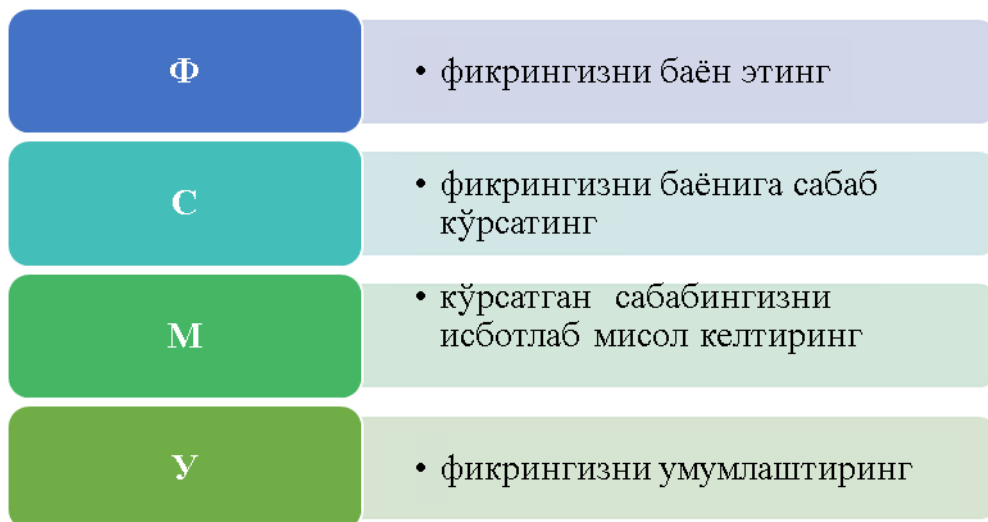 Ф
• фикрингизни баён этинг
С
• фикрингизни баёнига сабаб
кўрсатинг
М
• кўрсатган сабабингизни
исботлаб мисол келтиринг
У
• фикрингизни умумлаштиринг